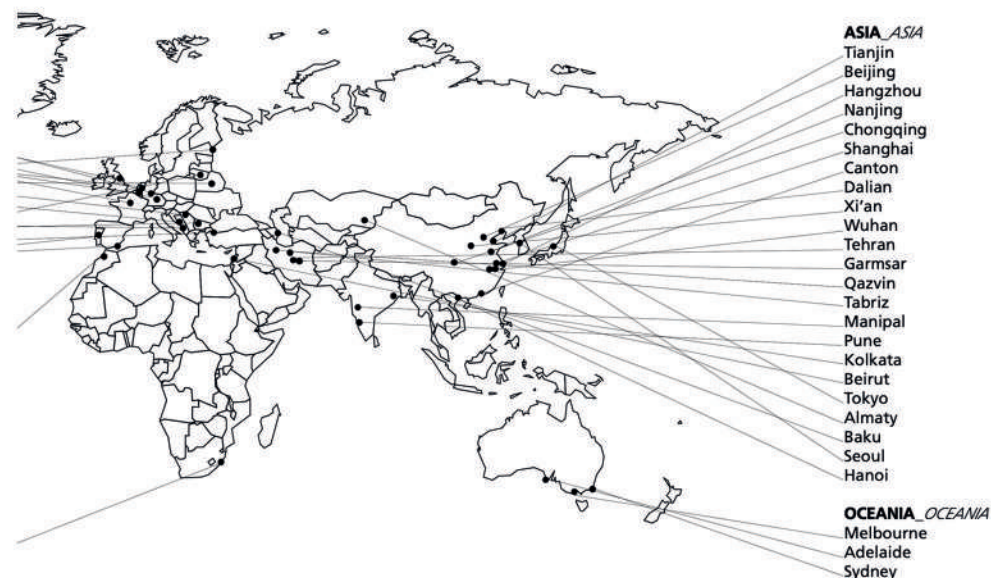 ASIA_ASIA
Tianjin
Beijing
Hangzhou
Nanjing
Chongqing
Shanghai
Canton
Dalian
Xi’an
Wuhan
Tehran
Garmsar
Qazvin
Tabriz
Manipal
Pune
Kolkata
Beirut
Tokyo
Almaty
Baku
Seoul
Hanoi
OCEANIA_OCEANIA
Melbourne
Adelaide
Sydney